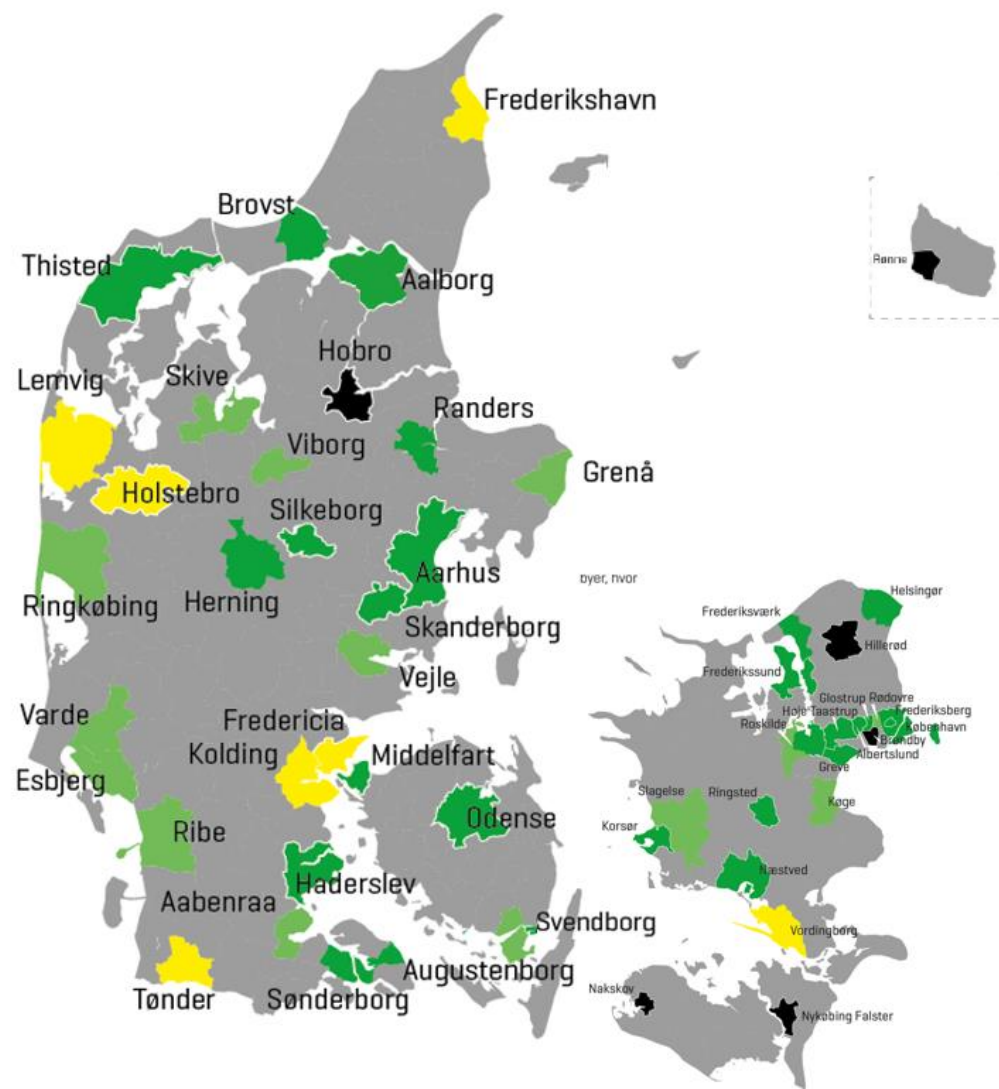 Frederikshavn
Brovst
Thisted
Aalborg
Rønne
Hobro
Lemvig
Skive
Randers
Viborg
Grenå
Holstebro
Silkeborg
Aarhus
byer, hvor
Ringkøbing
Herning
Skanderborg
Vejle
Helsingør
Frederiksværk
Hillerød
Frederikssund
Glostrup
Rødovre
Høje Taastrup
Frederiksberg
Roskilde
København
Brøndby
Albertslund
Greve
Varde
Fredericia
Kolding
Middelfart
Esbjerg
Slagelse
Ringsted
Køge
Korsør
Odense
Ribe
Næstved
Haderslev
Aabenraa
Svendborg
Vordingborg
Augustenborg
Tønder
Sønderborg
Nakskov
Nykøbing Falster